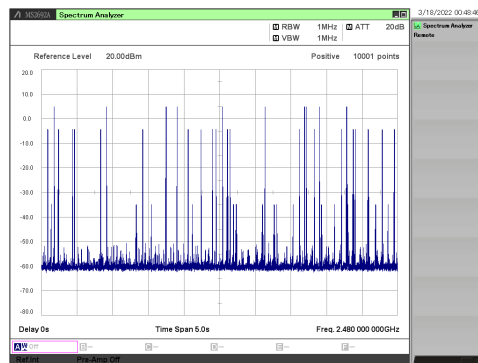 MS2692A Spectrum Analyzer
3/18/2022 00:48:46
RBW 1MHz ATT 20dB
VBW 1MHz
Spectrum Analyzer
Remote
Reference Level 20.00dBm Positive 10001 points
20.0
10.0
0.0
-10.0
-20.0
-30.0
-40.0
-50.0
-60.0
-70.0
-80.0
Delay 0s Time Span 5.0s Freq. 2.480 000 000GHz
Off
Ref.Int Pre-Amp Off